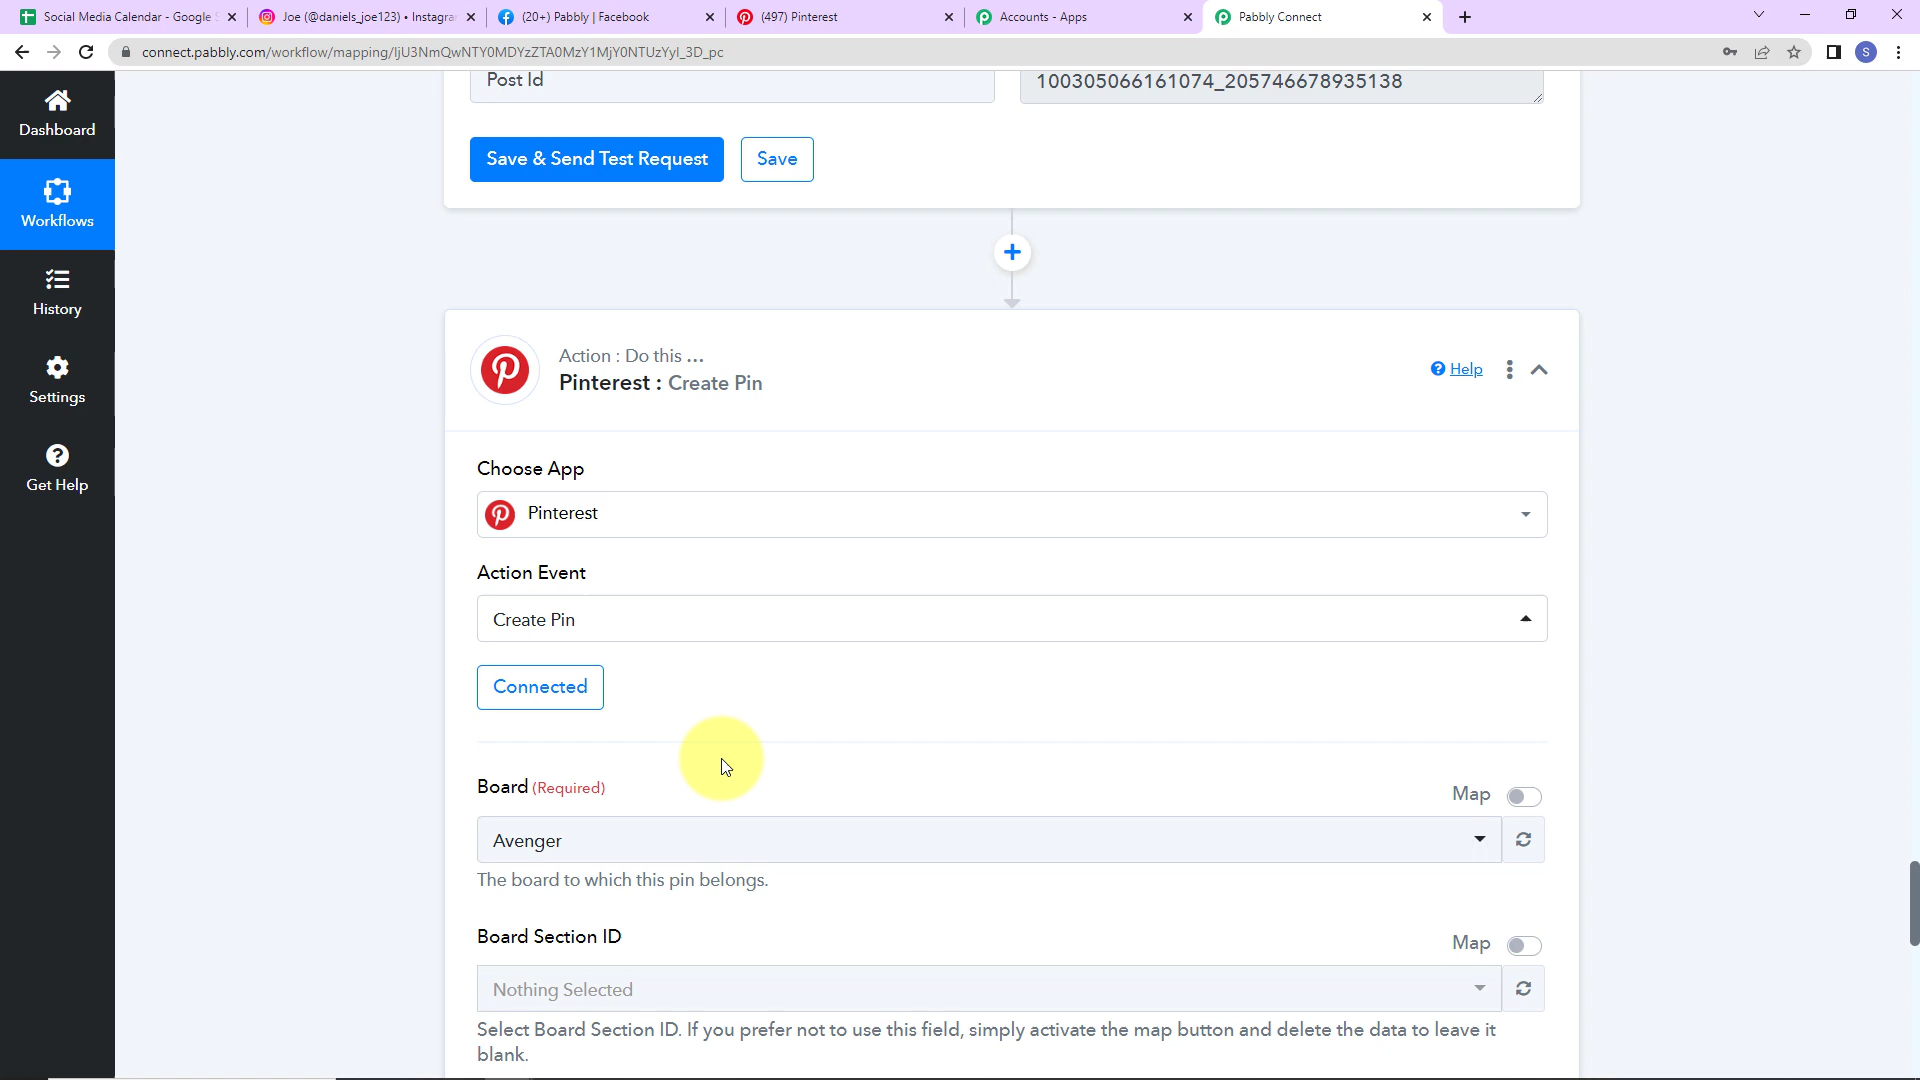 Social Media Calendar - Google S
Joe (@daniels_joe123) • Instagra
(20+) Pabbly | Facebook
(497) Pinterest
Accounts - Apps
Pabbly Connect
connect.pabbly.com/workflow/mapping/IjU3NmQwNTY0MDYzZTA0MzY1MjY0NTUzYyI_3D_pc
S
Dashboard
Workflows
History
Settings
Get Help
Post Id
100305066161074_205746678935138
Save & Send Test Request
Save
Action : Do this ...
Pinterest : Create Pin
Help
Choose App
Pinterest
Action Event
Create Pin
Connected
Board (Required)
Map
Avenger
The board to which this pin belongs.
Board Section ID
Map
Nothing Selected
Select Board Section ID. If you prefer not to use this field, simply activate the map button and delete the data to leave it
blank.